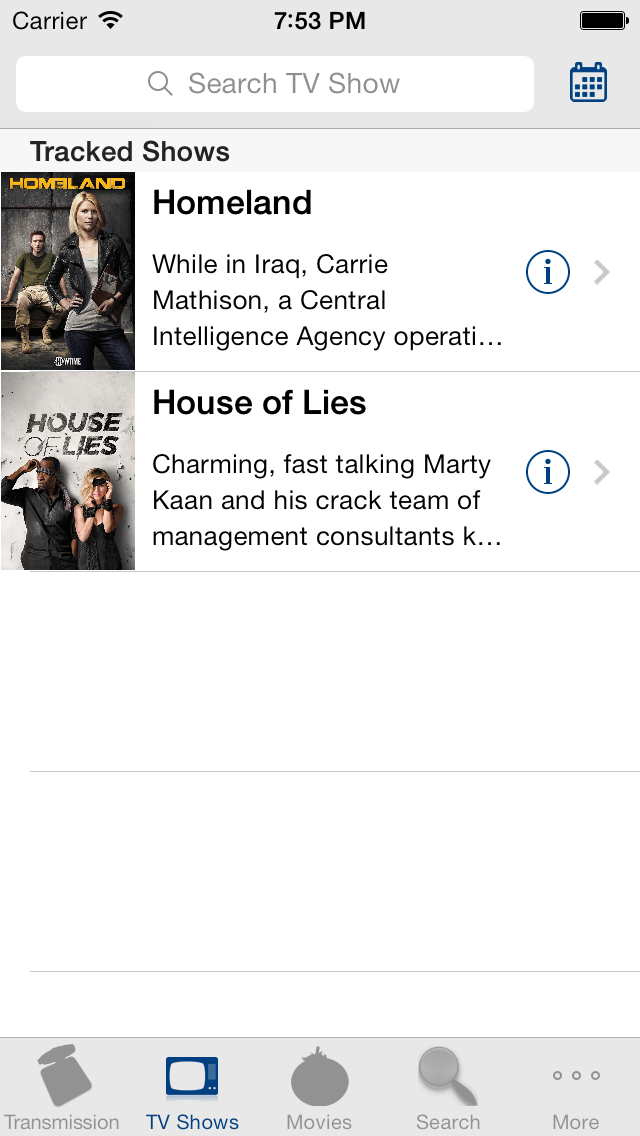 Carrier 7:53 PM
Search TV Show
Tracked Shows
HOMELAND
SHOWTIME
Homeland
While in Iraq, Carrie
Mathison, a Central
Intelligence Agency operati…
HOUSE
OF LIES
House of Lies
Charming, fast talking Marty
Kaan and his crack team of
management consultants k…
Transmission TV Shows Movies Search More